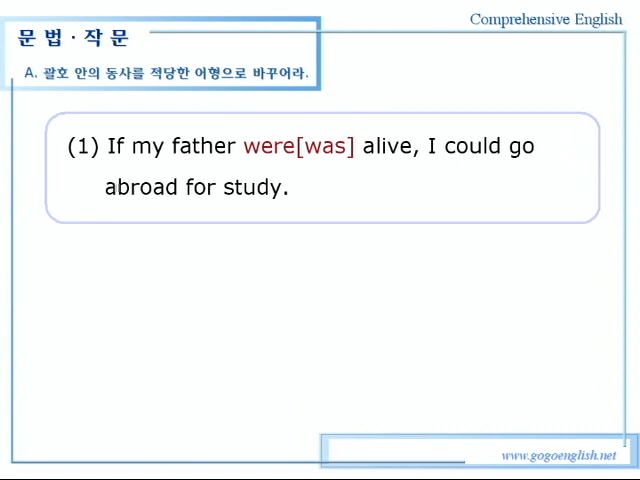 Comprehensive English
문 법 · 작 문
A. 괄호 안의 동사를 적당한 어형으로 바꾸어라.
(1) If my father were[was] alive, I could go
abroad for study.
www.gogoenglish.net